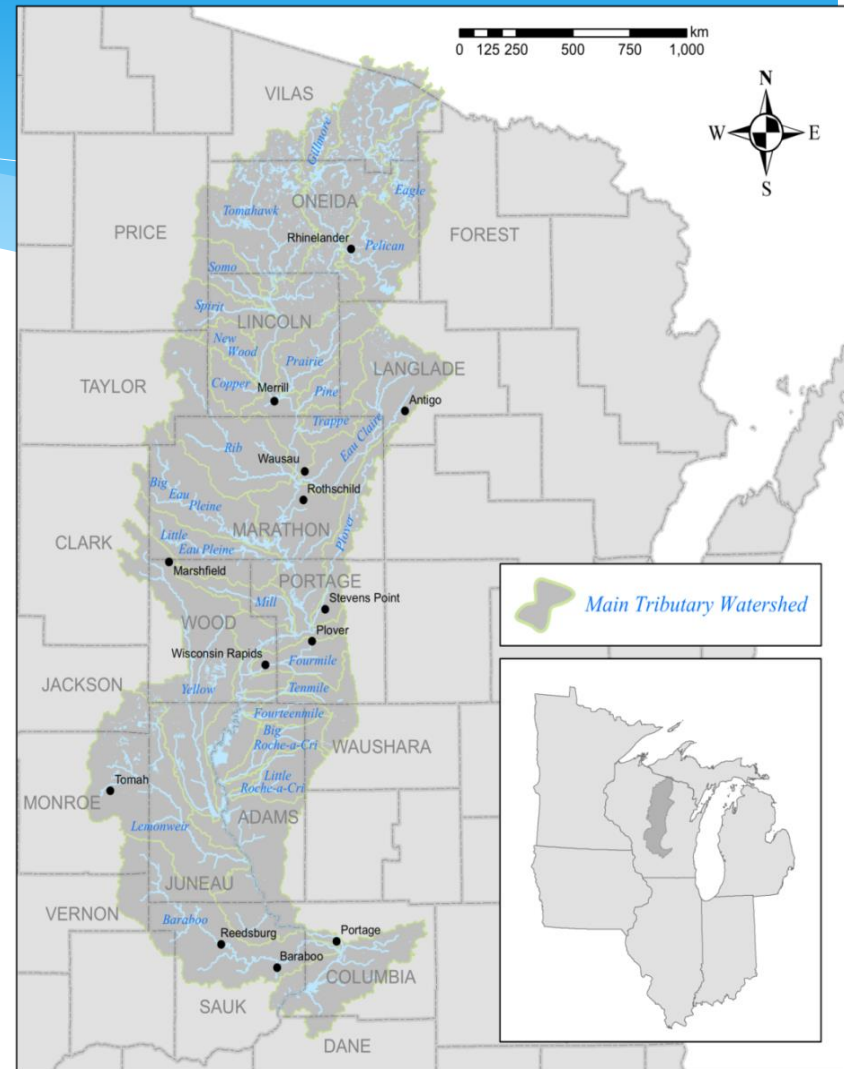 km
0 125 250 500 750 1,000
N
W E
S
VILAS
Gillmore
Eagle
ONEIDA
Tomahawk
PRICE
Rhinelander
FOREST
Pelican
Somo
Spirit
LINCOLN
New
Wood
Prairie
LANGLADE
TAYLOR
Copper
Merrill
Pine
Antigo
Trappe
Rib
Eau Claire
Wausau
Big
Eau
Pleine
Rothschild
MARATHON
Plover
CLARK
Little
Eau Pleine
Marshfield
PORTAGE
Mill
Stevens Point
WOOD
Plover
Wisconsin Rapids
Fourmile
JACKSON
Yellow
Tenmile
Fourteenmile
Big
Roche-a-Cri
WAUSHARA
Little
Roche-a-Cri
Tomah
MONROE
ADAMS
Lemonweir
JUNEAU
VERNON
Baraboo
Reedsburg
Portage
Baraboo
COLUMBIA
SAUK
DANE
Main Tributary Watershed